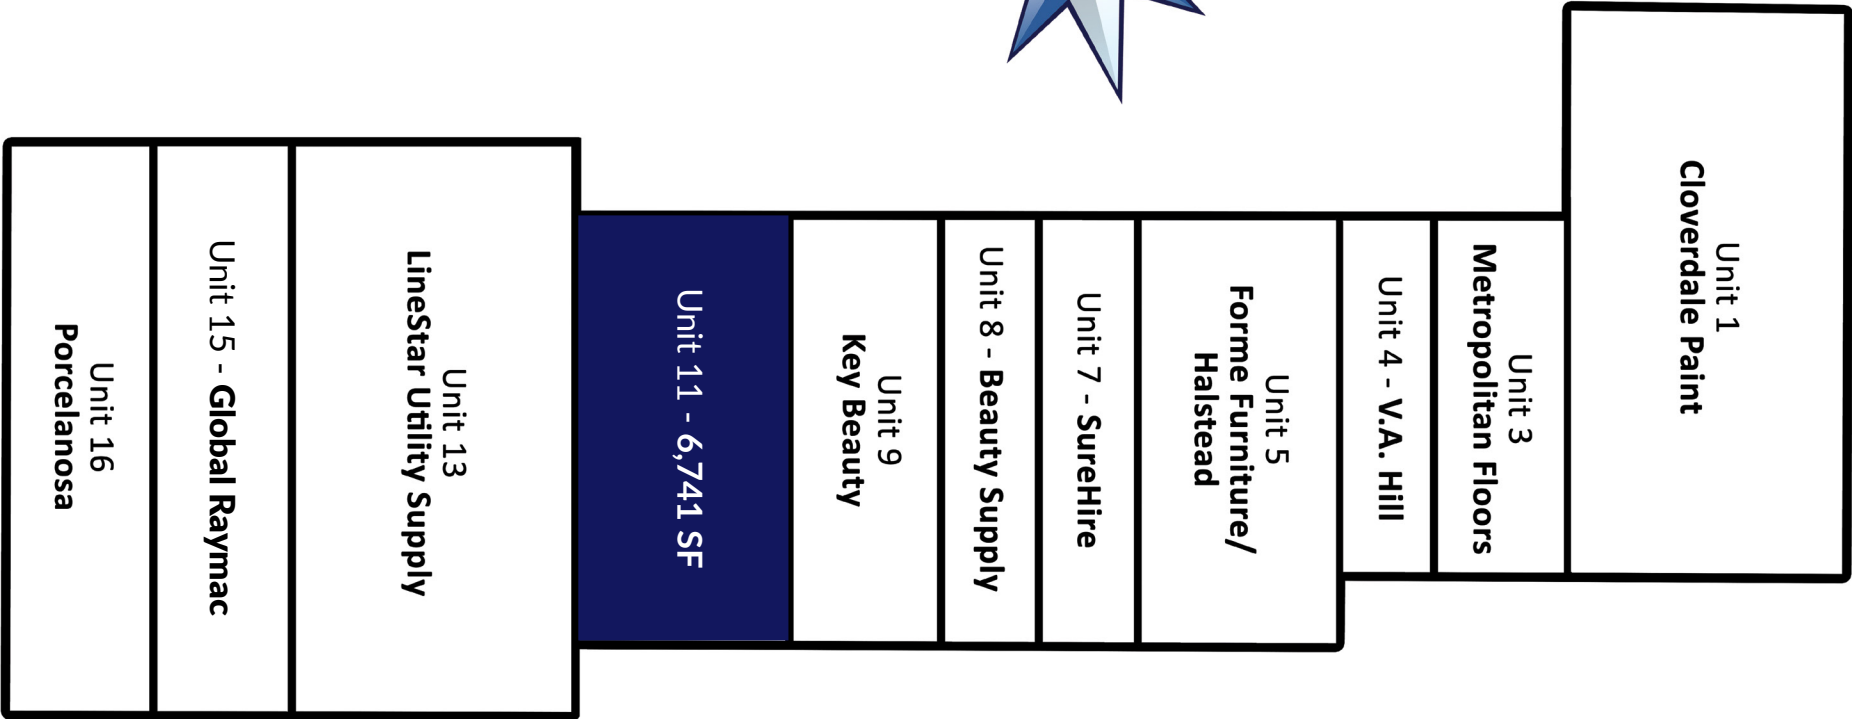 Unit 16
Porcelanosa
Unit 15 - Global Raymac
Unit 13
LineStar Utility Supply
Unit 11 - 6,741 SF
Unit 9
Key Beauty
Unit 8 - Beauty Supply
Unit 7 - SureHire
Unit 5
Forme Furniture/
Halstead
Unit 4 - V.A. Hill
Unit 3
Metropolitan Floors
Unit 1
Cloverdale Paint